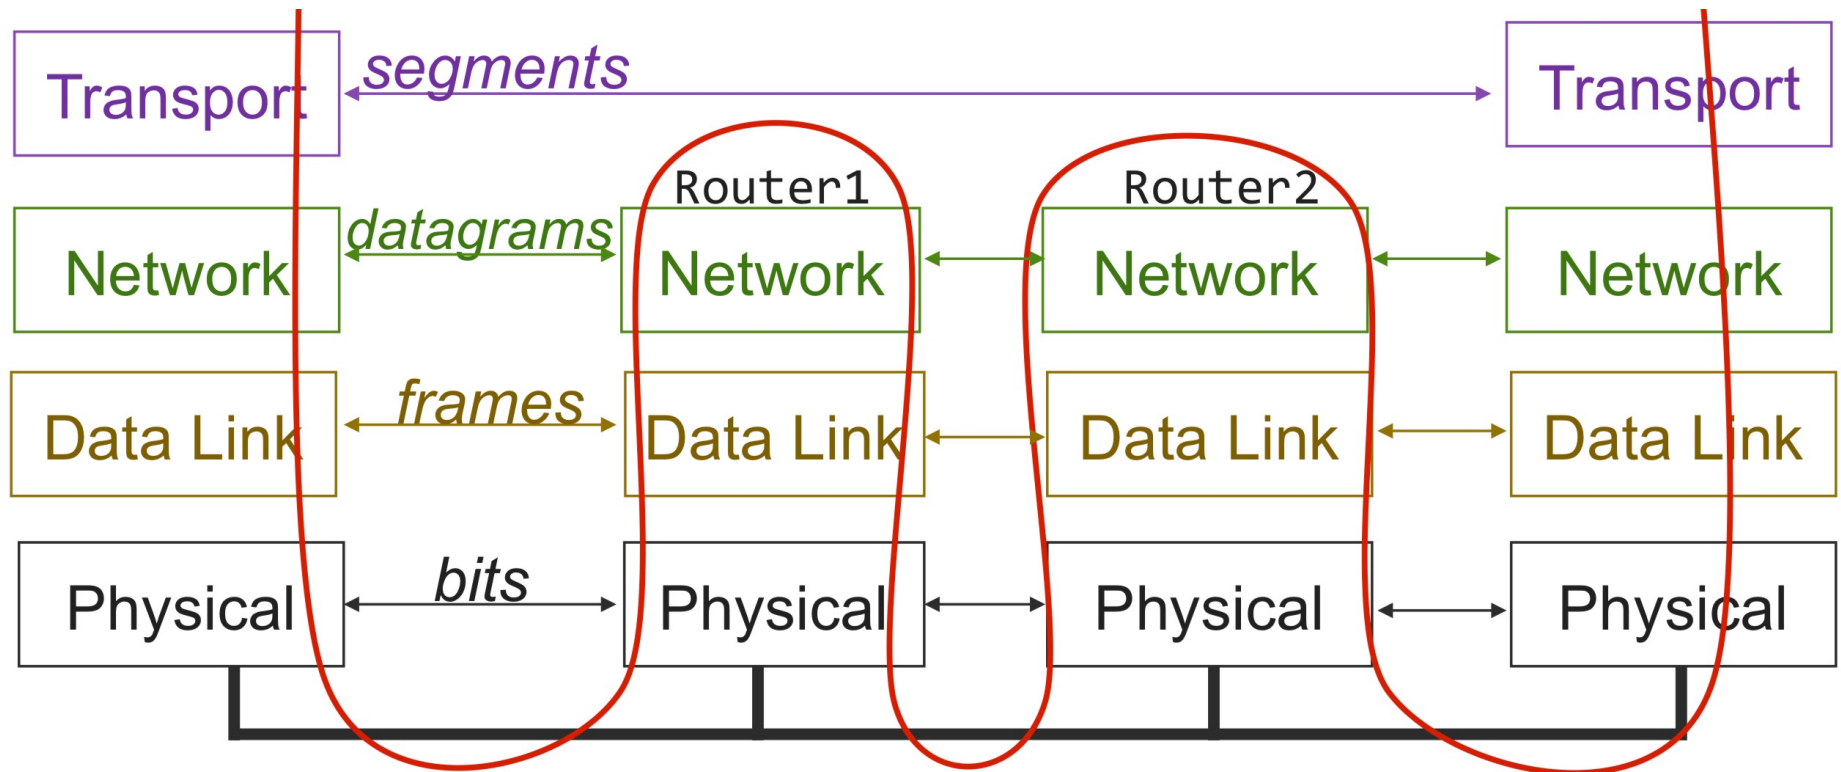 Transport segments Transport
Router1 Router2
Network datagrams Network Network Network
Data Link frames Data Link Data Link Data Link
Physical bits Physical Physical Physical